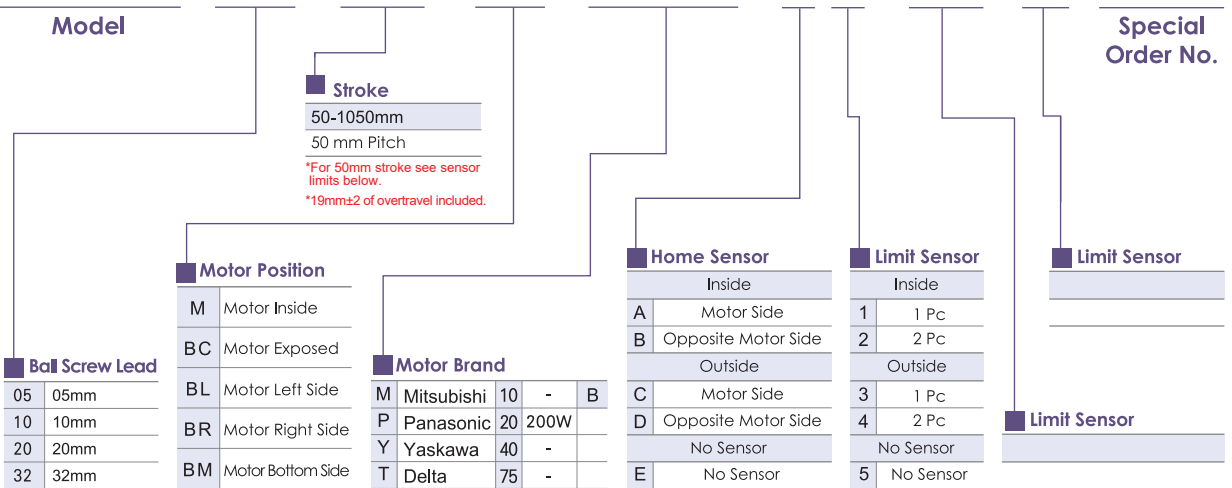 Model
Special
Order No.
Stroke
50-1050mm
50 mm Pitch
*For 50mm stroke see sensor
limits below.
*19mm±2 of overtravel included.
Motor Position
M Motor Inside
BC Motor Exposed
BL Motor Left Side
BR Motor Right Side
BM Motor Bottom Side
Home Sensor
Inside
A Motor Side
B Opposite Motor Side
Outside
C Motor Side
D Opposite Motor Side
No Sensor
E No Sensor
Limit Sensor
Inside
1 1 Pc
2 2 Pc
Outside
3 1 Pc
4 2 Pc
No Sensor
5 No Sensor
Limit Sensor
Ball Screw Lead
05 05mm
10 10mm
20 20mm
32 32mm
Motor Brand
M Mitsubishi 10 - B
P Panasonic 20 200W
Y Yaskawa 40 -
T Delta 75 -
Limit Sensor